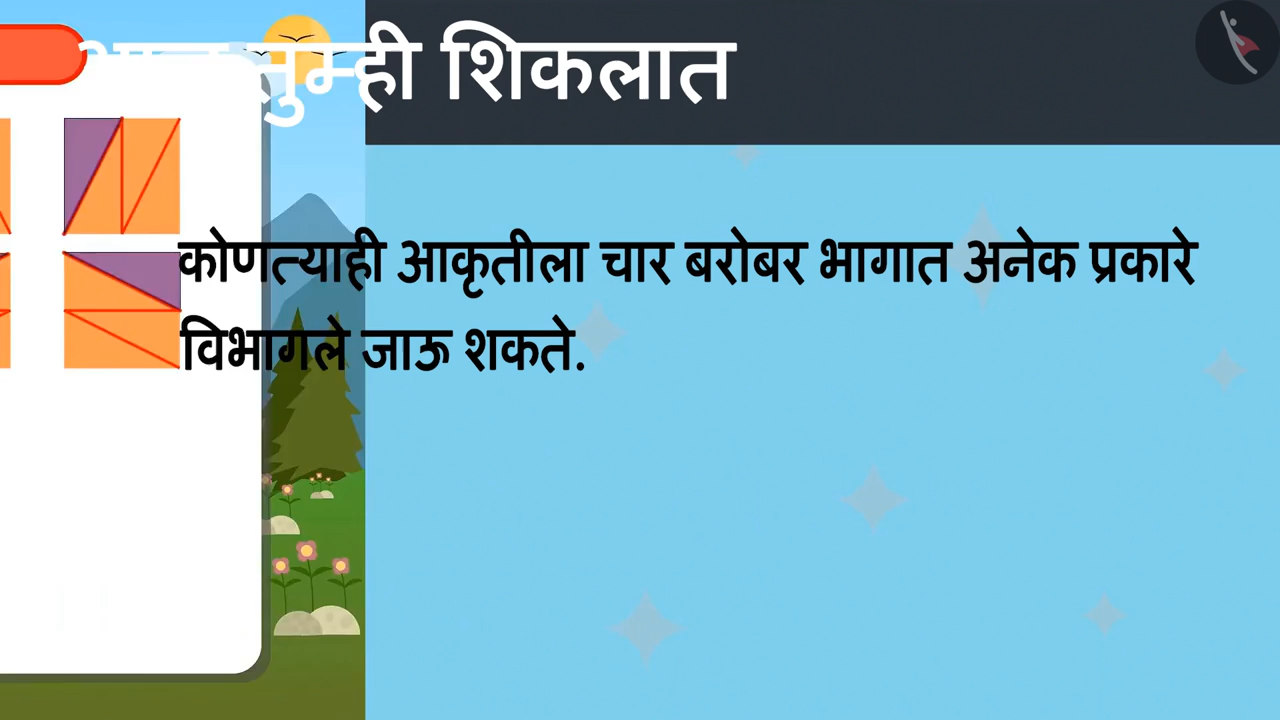 तुम्ही शिकलात
कोणत्याही आकृतीला चार बरोबर भागात अनेक प्रकारे
विभागले जाऊ शकते.